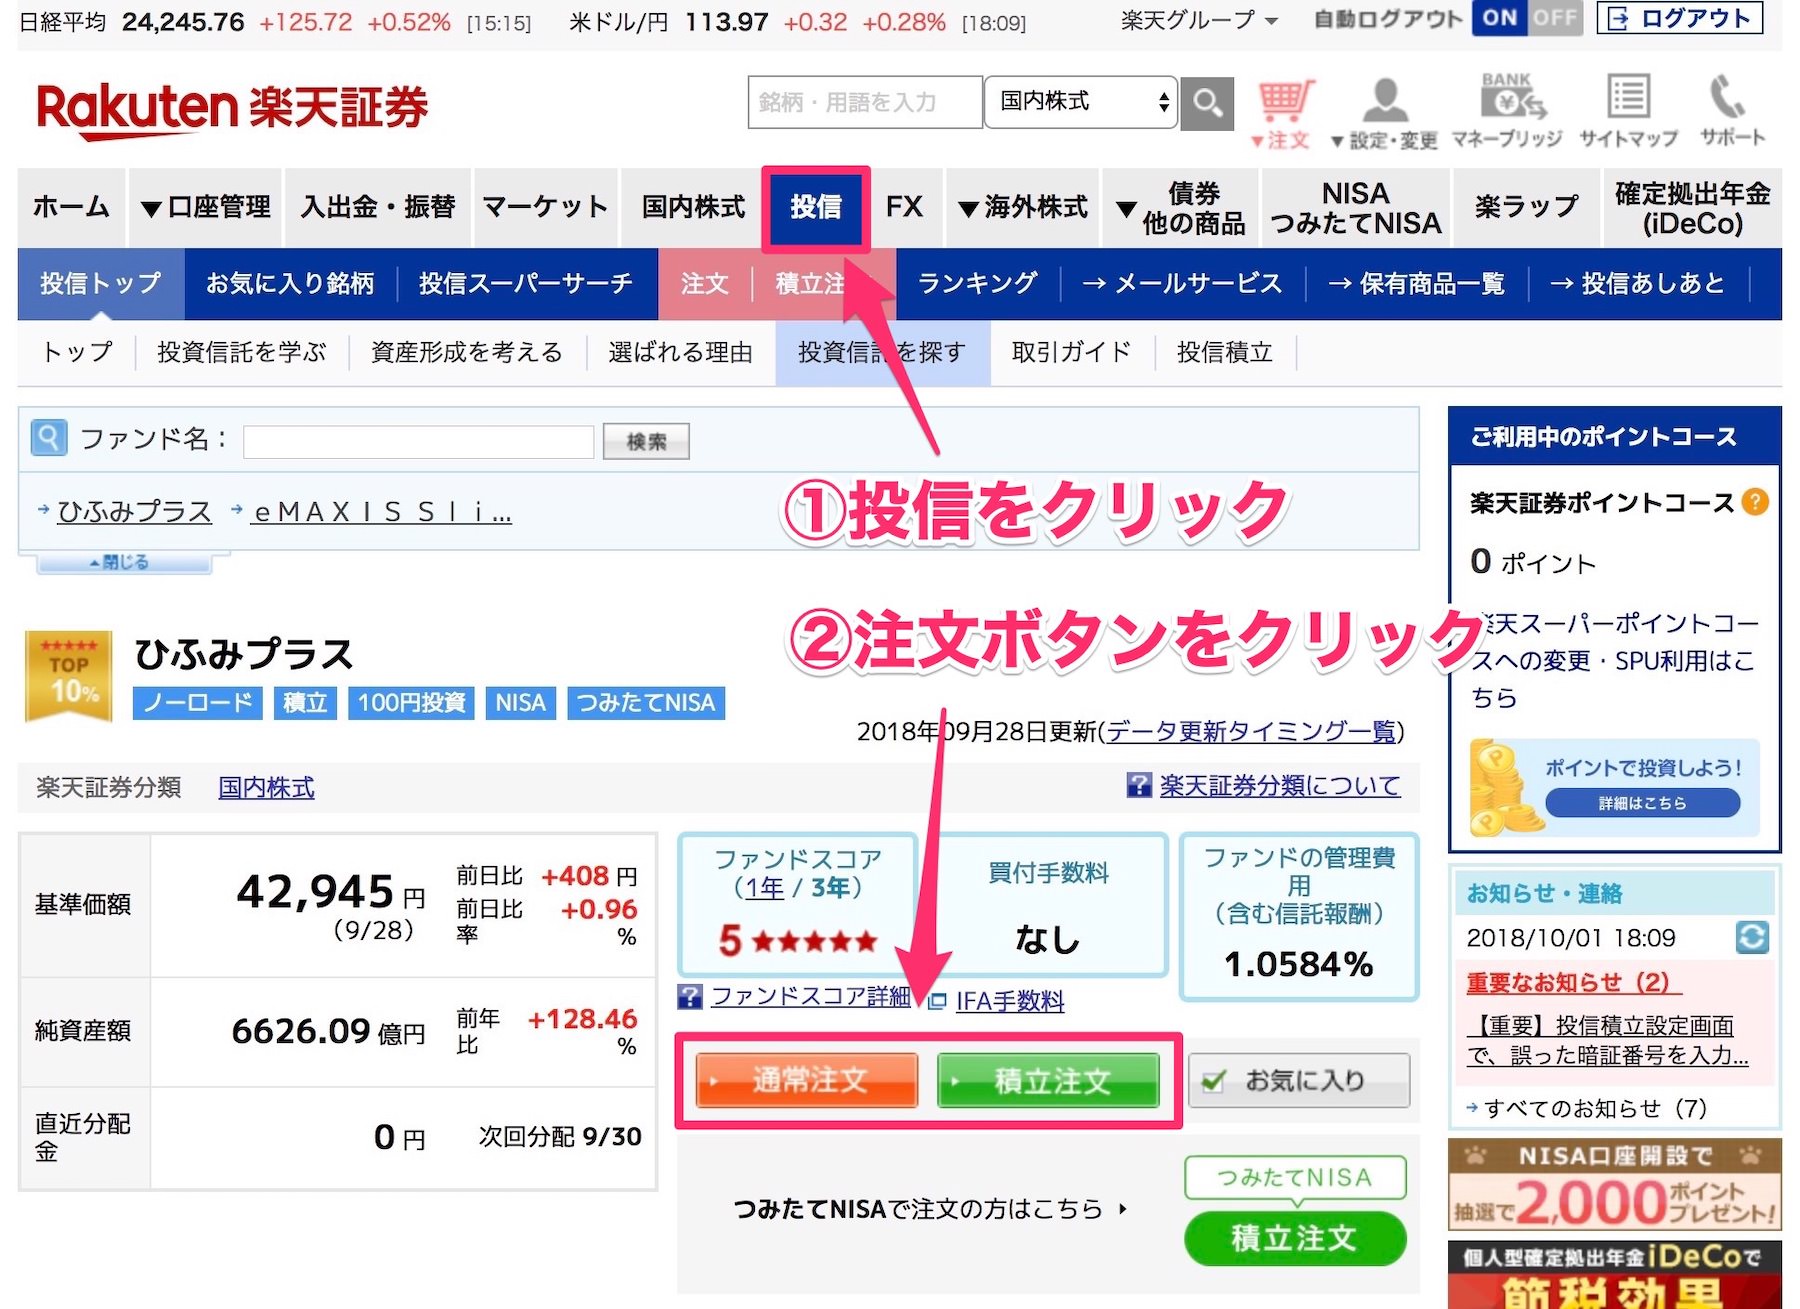 日経平均 24,245.76 +125.72 +0.52% [15:15] 米ドル/円 113.97 +0.32 +0.28% [18:09] 楽天グループ 自動ログアウト ON OFF ログアウト
Rakuten 楽天証券 銘柄・用語を入力 国内株式 ▼注文 ▼設定・変更 BANK マネーブリッジ サイトマップ サポート
ホーム ▼口座管理 入出金・振替 マーケット 国内株式 投信 FX ▼海外株式 ▼債券 他の商品 NISA つみたてNISA 楽ラップ 確定拠出年金 (iDeCo)
投信トップ お気に入り銘柄 投信スーパーサーチ 注文 積立注 ランキング → メールサービス → 保有商品一覧 → 投信あしあと
トップ 投資信託を学ぶ 資産形成を考える 選ばれる理由 投資信託を探す 取引ガイド 投信積立
ファンド名： 検索
ひふみプラス eＭＡＸＩＳ Ｓｌｉ...
▲閉じる
①投信をクリック
②注文ボタンをクリック
★★★★★
TOP
10%
ひふみプラス
ノーロード 積立 100円投資 NISA つみたてNISA
2018年09月28日更新(データ更新タイミング一覧)
楽天証券分類 国内株式 ? 楽天証券分類について
基準価額 42,945 円 (9/28) 前日比 +408 円
前日比率 +0.96 %
純資産額 6626.09 億円 前年比 +128.46 %
直近分配金 0 円 次回分配 9/30
ファンドスコア
（1年 / 3年）
5 ★★★★★
買付手数料
なし
ファンドの管理費
用
（含む信託報酬）
1.0584%
? ファンドスコア詳細 IFA手数料
通常注文 積立注文 お気に入り
つみたてNISAで注文の方はこちら
つみたてNISA
積立注文
ご利用中のポイントコース
楽天証券ポイントコース ?
0 ポイント
楽天スーパーポイントコー
スへの変更・SPU利用はこ
ちら
ポイントで投資しよう！
詳細はこちら
お知らせ・連絡
2018/10/01 18:09
重要なお知らせ（2）
【重要】投信積立設定画面
で、誤った暗証番号を入力...
すべてのお知らせ（7）
NISA口座開設で
抽選で2,000ポイントプレゼント！
個人型確定拠出年金iDeCoで
節税効果